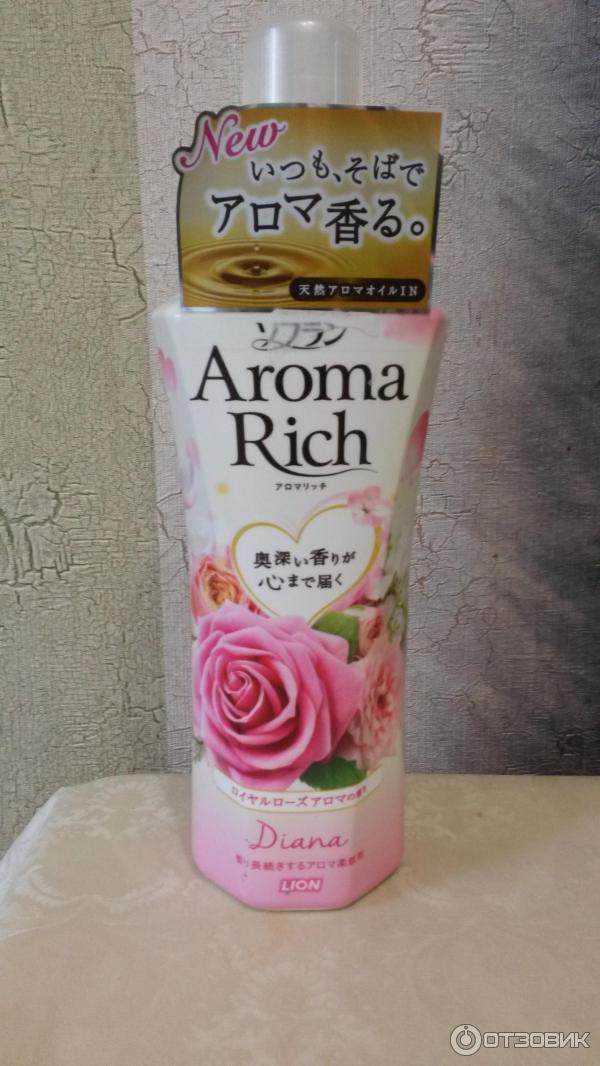 New
いつも、そばで
アロマ香る。
天然アロマオイルIN
ソフラン
Aroma
Rich
アロマリッチ
奥深い香りが
心まで届く
ロイヤルローズアロマの香り
Diana
香り長続きするアロマ柔軟剤
LION
ОТЗОВИК